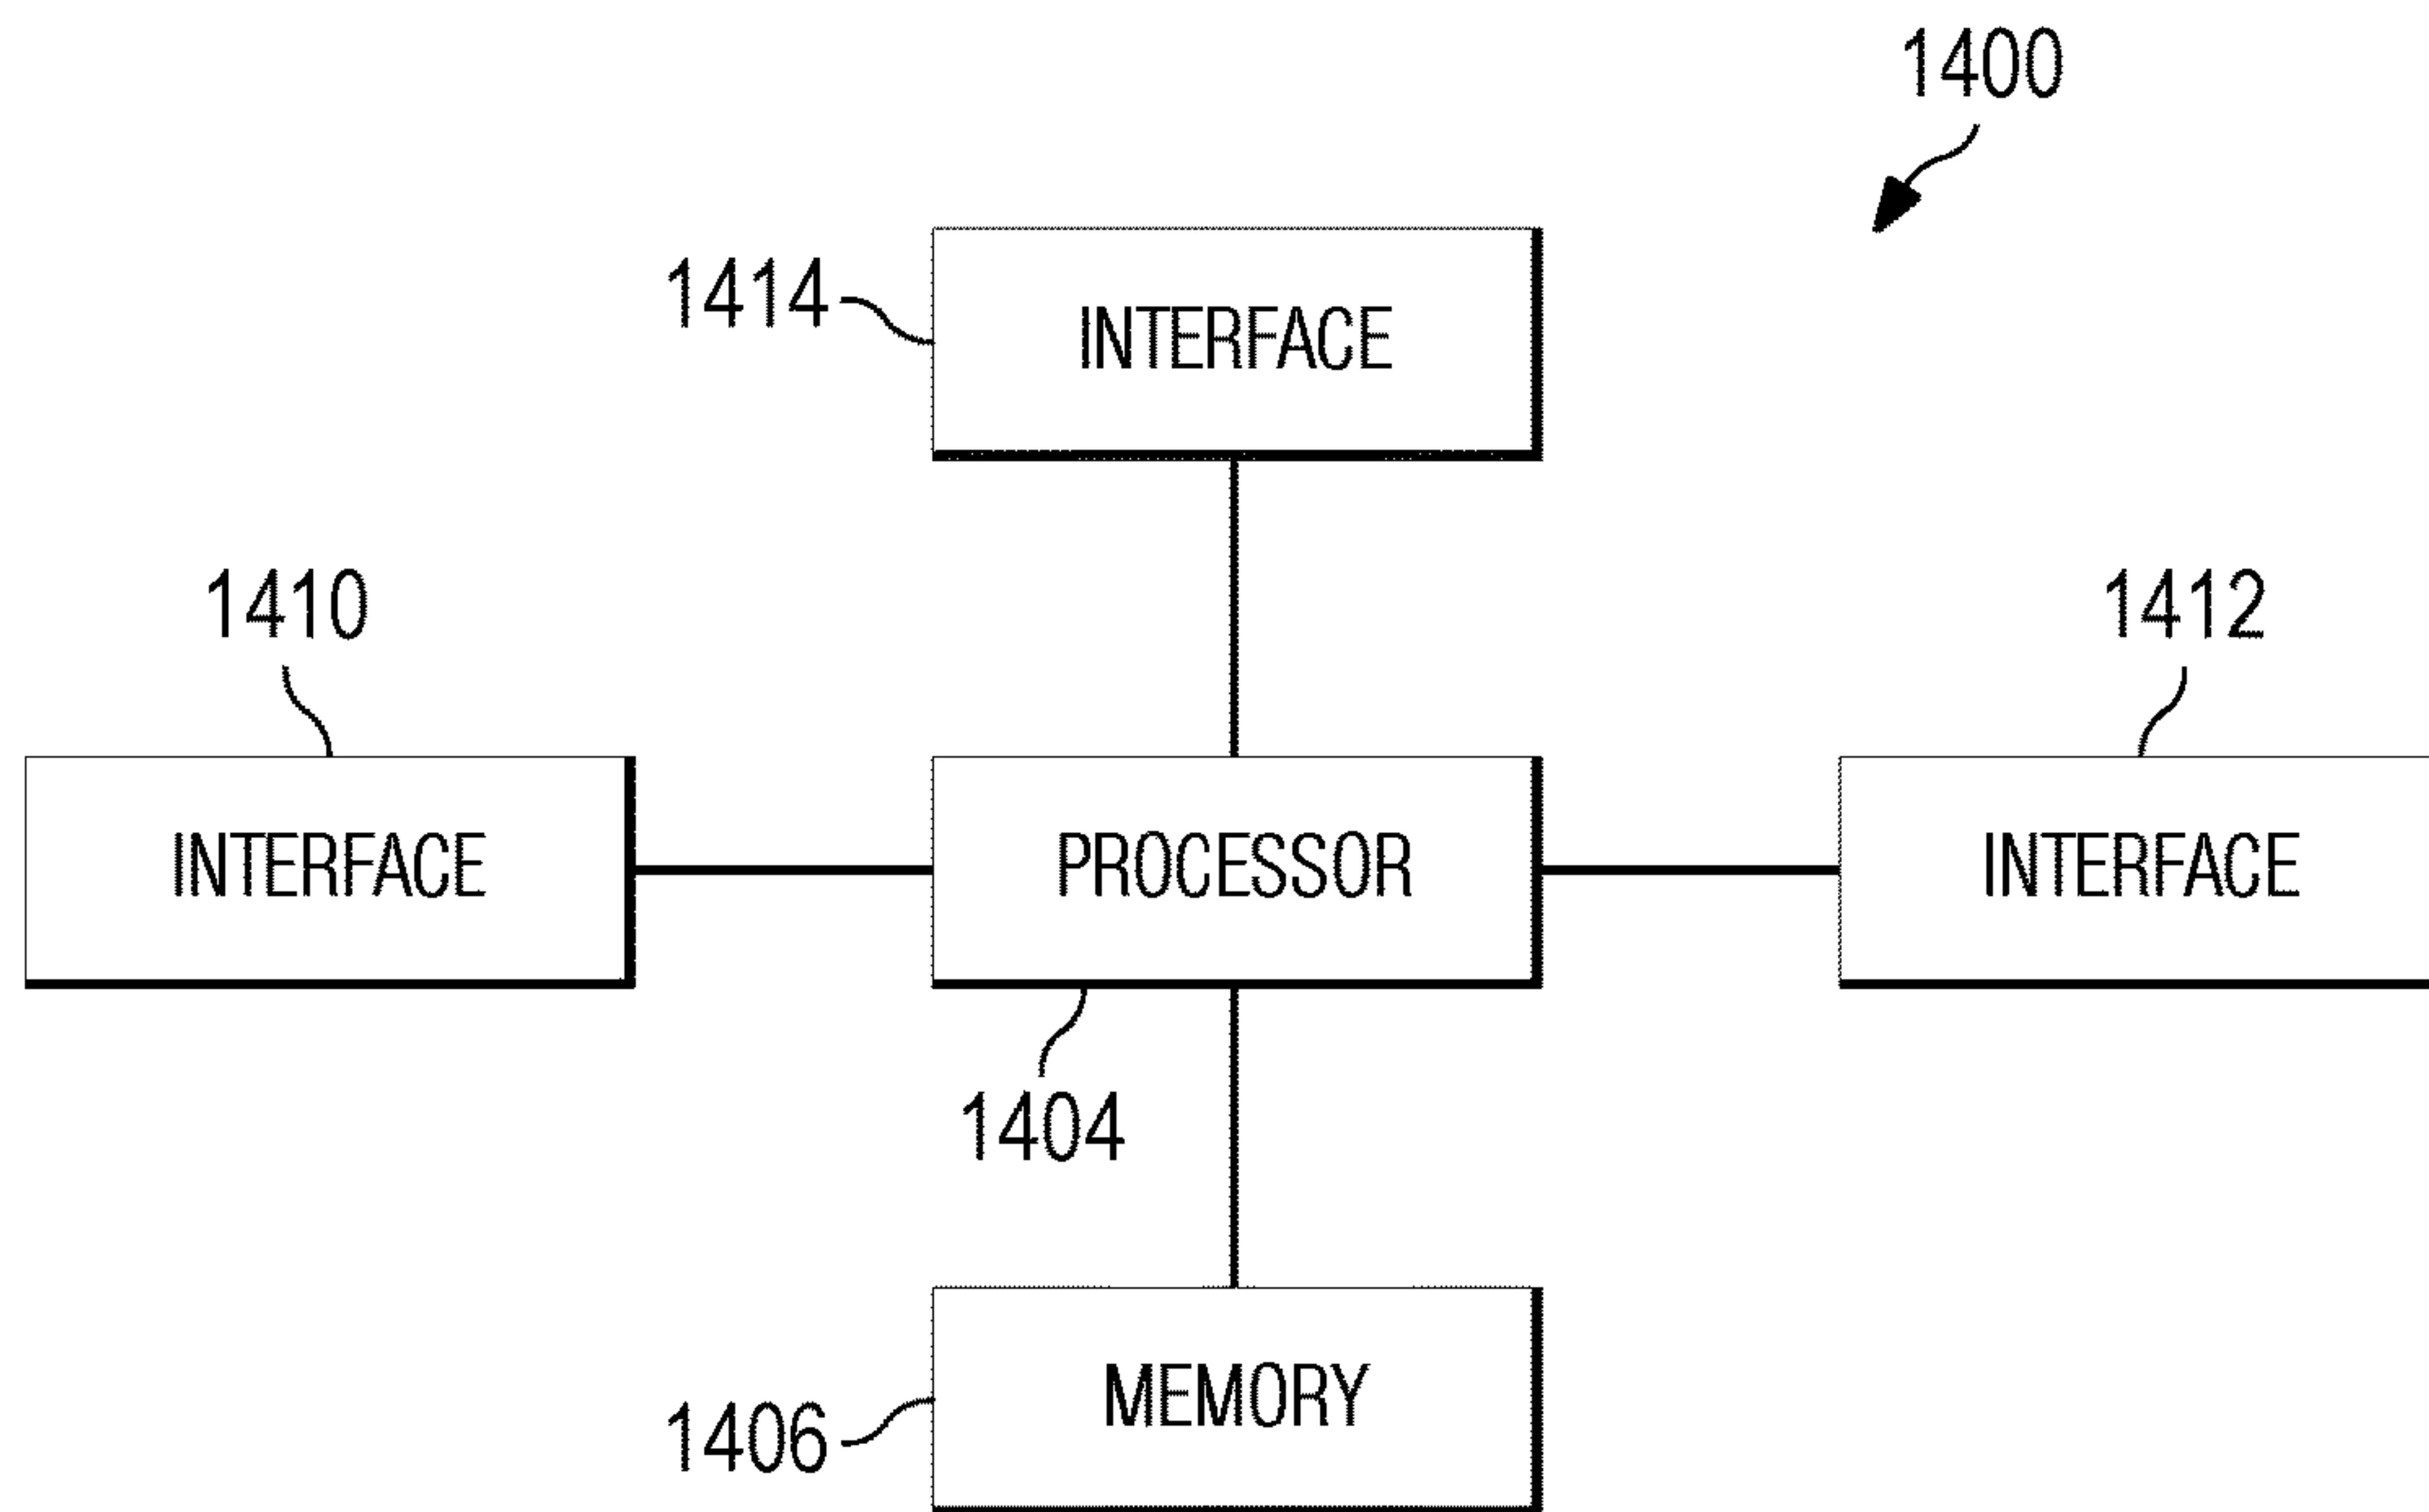 1400
1414
INTERFACE
1410
1412
INTERFACE
PROCESSOR
INTERFACE
1404
MEMORY
1406